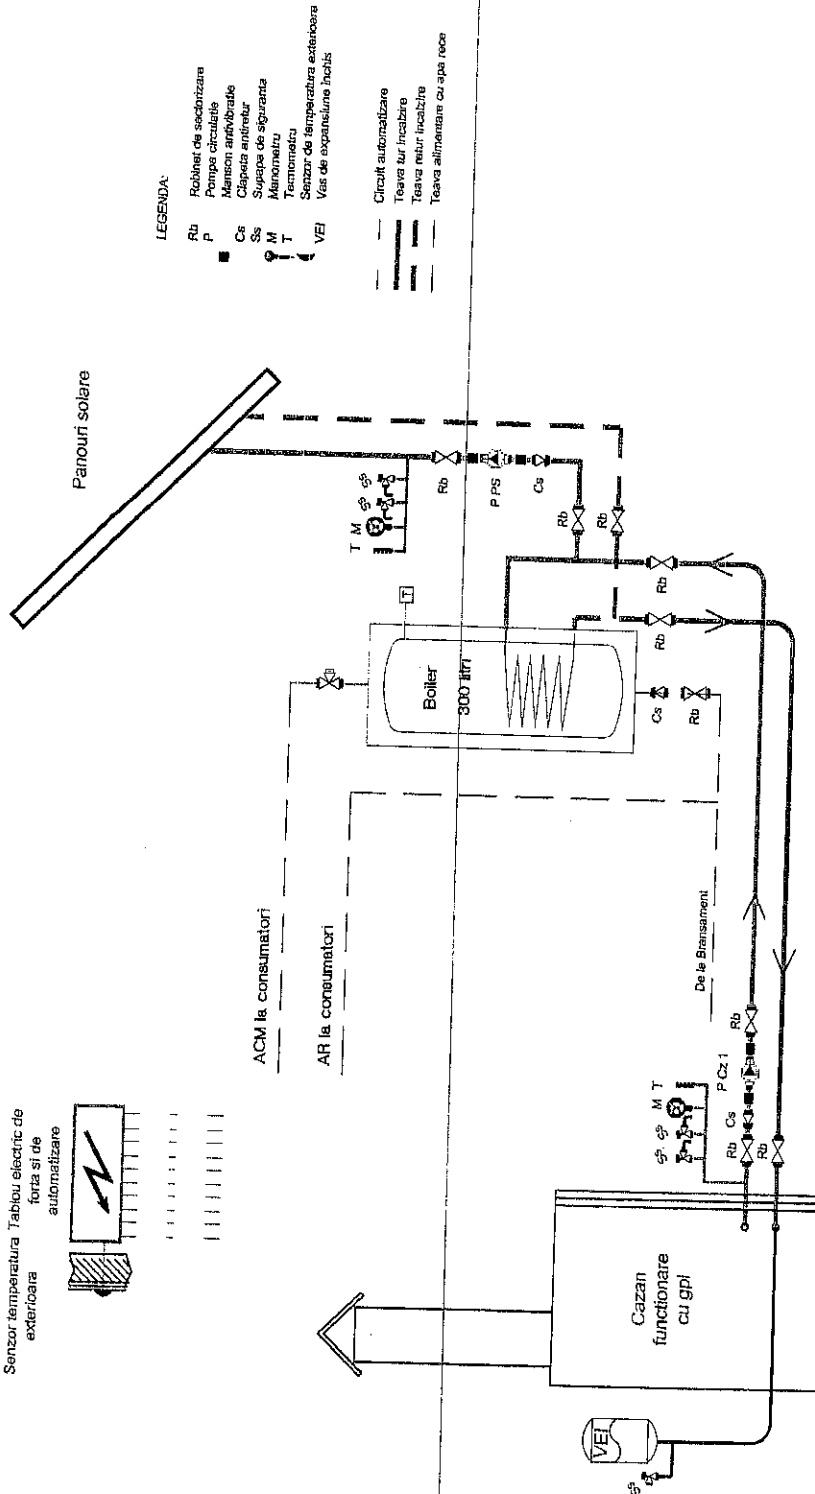 Senzor temperatura
exterioara
Tablou electric de
forta si de
automatizare
Panouri solare
LEGENDA:
Rb Robinet de sectorizare
P Pompa circulatie
Manson antivibratie
Cs Clapeta antiretur
Ss Supapa de siguranta
M Manometru
T Termometru
Senzor de temperatura exterioara
VEI Vas de expansiune inchis
Circuit automatizare
Teava tur incalzire
Teava retur incalzire
Teava alimentare cu apa rece
ACM la consumatori
AR la consumatori
T M
Rb
P PS
Cs
Rb
Rb
T
Boiler
300 litri
Rb
Rb
Cs
Rb
De la Bransament
M T
Rb
Cs
P Cz 1
Rb
Rb
Cazan
functionare
cu gpl
VEI